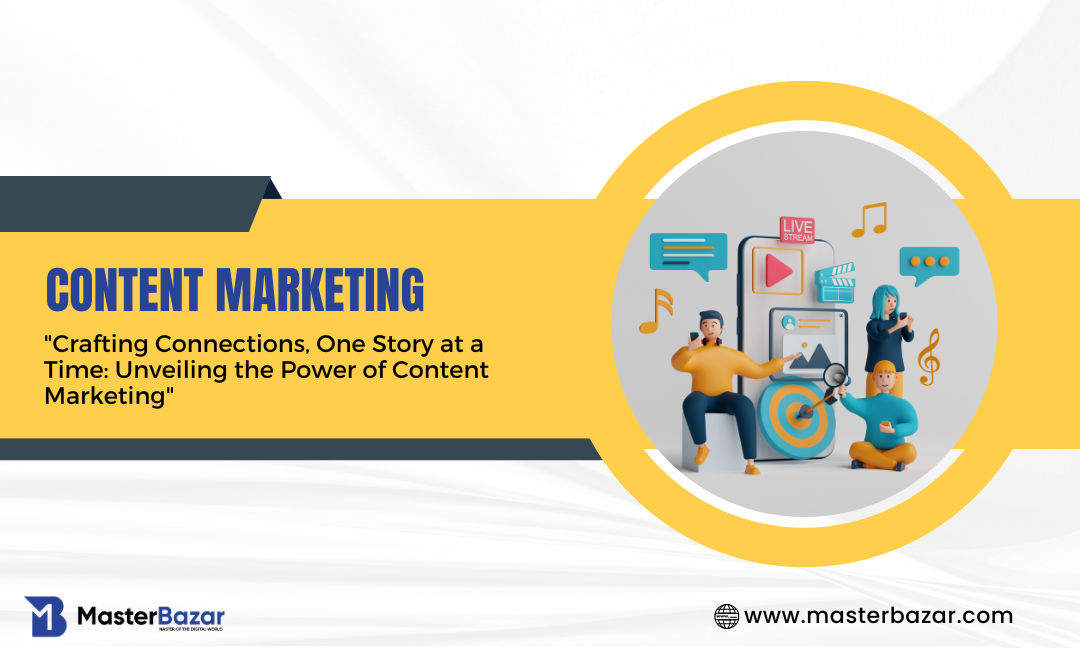 CONTENT MARKETING
"Crafting Connections, One Story at a
Time: Unveiling the Power of Content
Marketing"
LIVE
STREAM
MasterBazar
MASTER OF THE DIGITAL WORLD
www.masterbazar.com